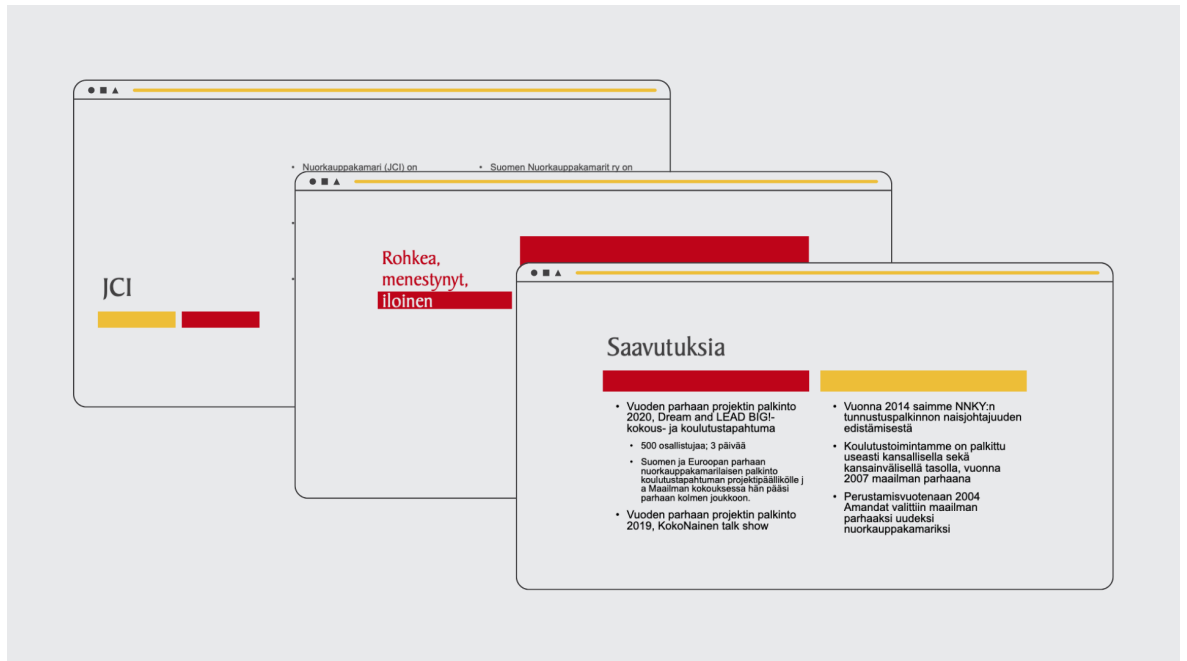 • Nuorkauppakamari (JCI) on
• Suomen Nuorkauppakamarit ry on
JCI
Rohkea,
menestynyt,
iloinen
Saavutuksia
• Vuoden parhaan projektin palkinto
2020, Dream and LEAD BIG!-
kokous- ja koulutustapahtuma
• 500 osallistujaa; 3 päivää
• Suomen ja Euroopan parhaan
nuorkauppakamarilaisen palkinto
koulutustapahtuman projektipäällikölle j
a Maailman kokouksessa hän pääsi
parhaan kolmen joukkoon.
• Vuoden parhaan projektin palkinto
2019, KokoNainen talk show
• Vuonna 2014 saimme NNKY:n
tunnustuspalkinnon naisjohtajuuden
edistämisestä
• Koulutustoimintamme on palkittu
useasti kansallisella sekä
kansainvälisellä tasolla, vuonna
2007 maailman parhaana
• Perustamisvuotenaan 2004
Amandat valittiin maailman
parhaaksi uudeksi
nuorkauppakamariksi